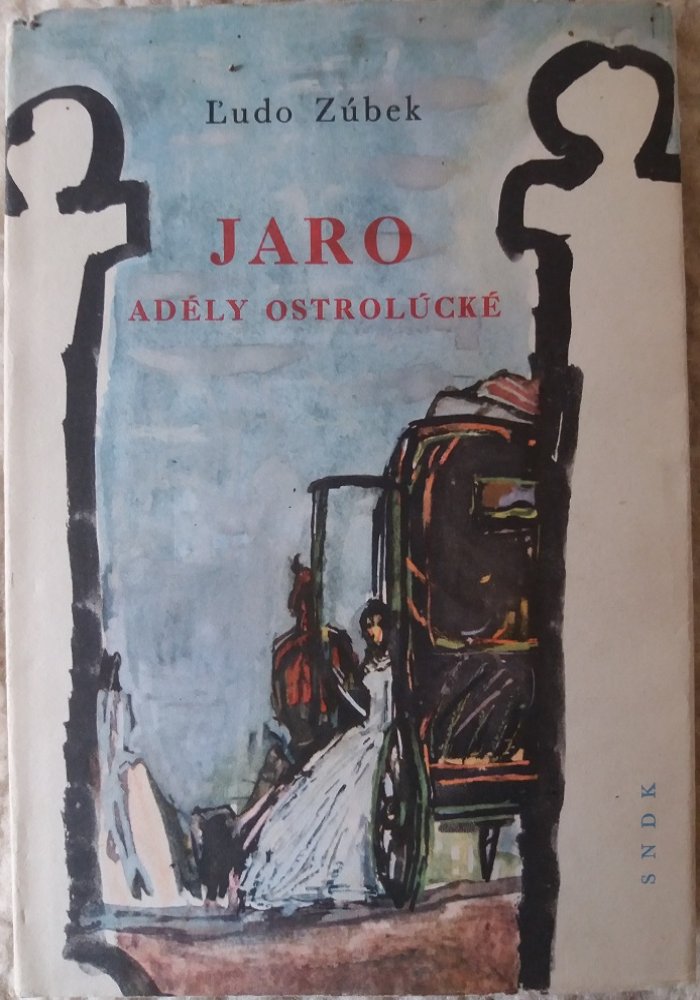 Ľudo Zúbek
JARO
ADÉLY OSTROLÚCKÉ
SNDK